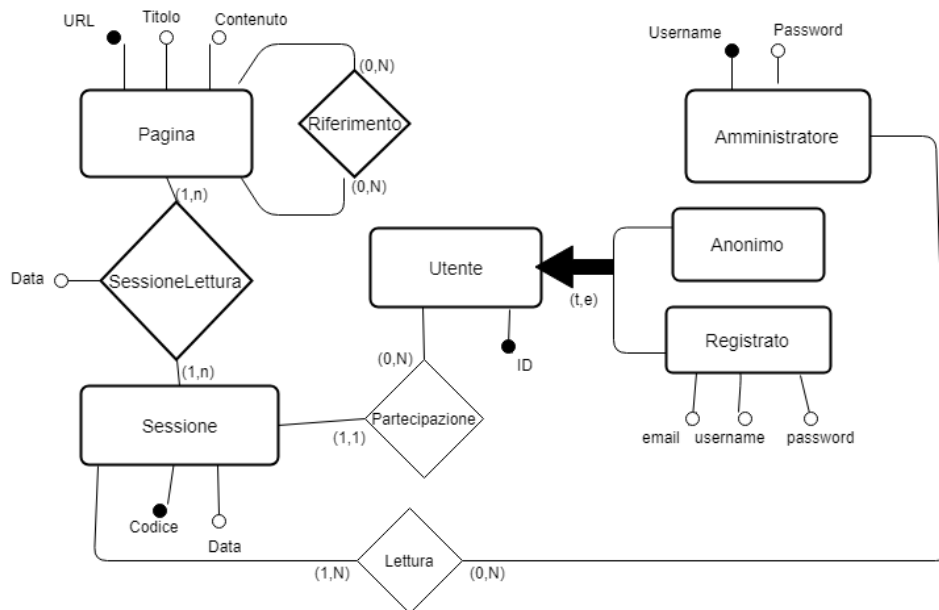 URL
Titolo
Contenuto
Username
Password
(0,N)
Pagina
Riferimento
Amministratore
(0,N)
(1,n)
Data
SessioneLettura
Utente
Anonimo
(t,e)
Registrato
ID
(0,N)
(1,n)
Sessione
Partecipazione
(1,1)
email
username
password
Codice
Data
Lettura
(1,N)
(0,N)